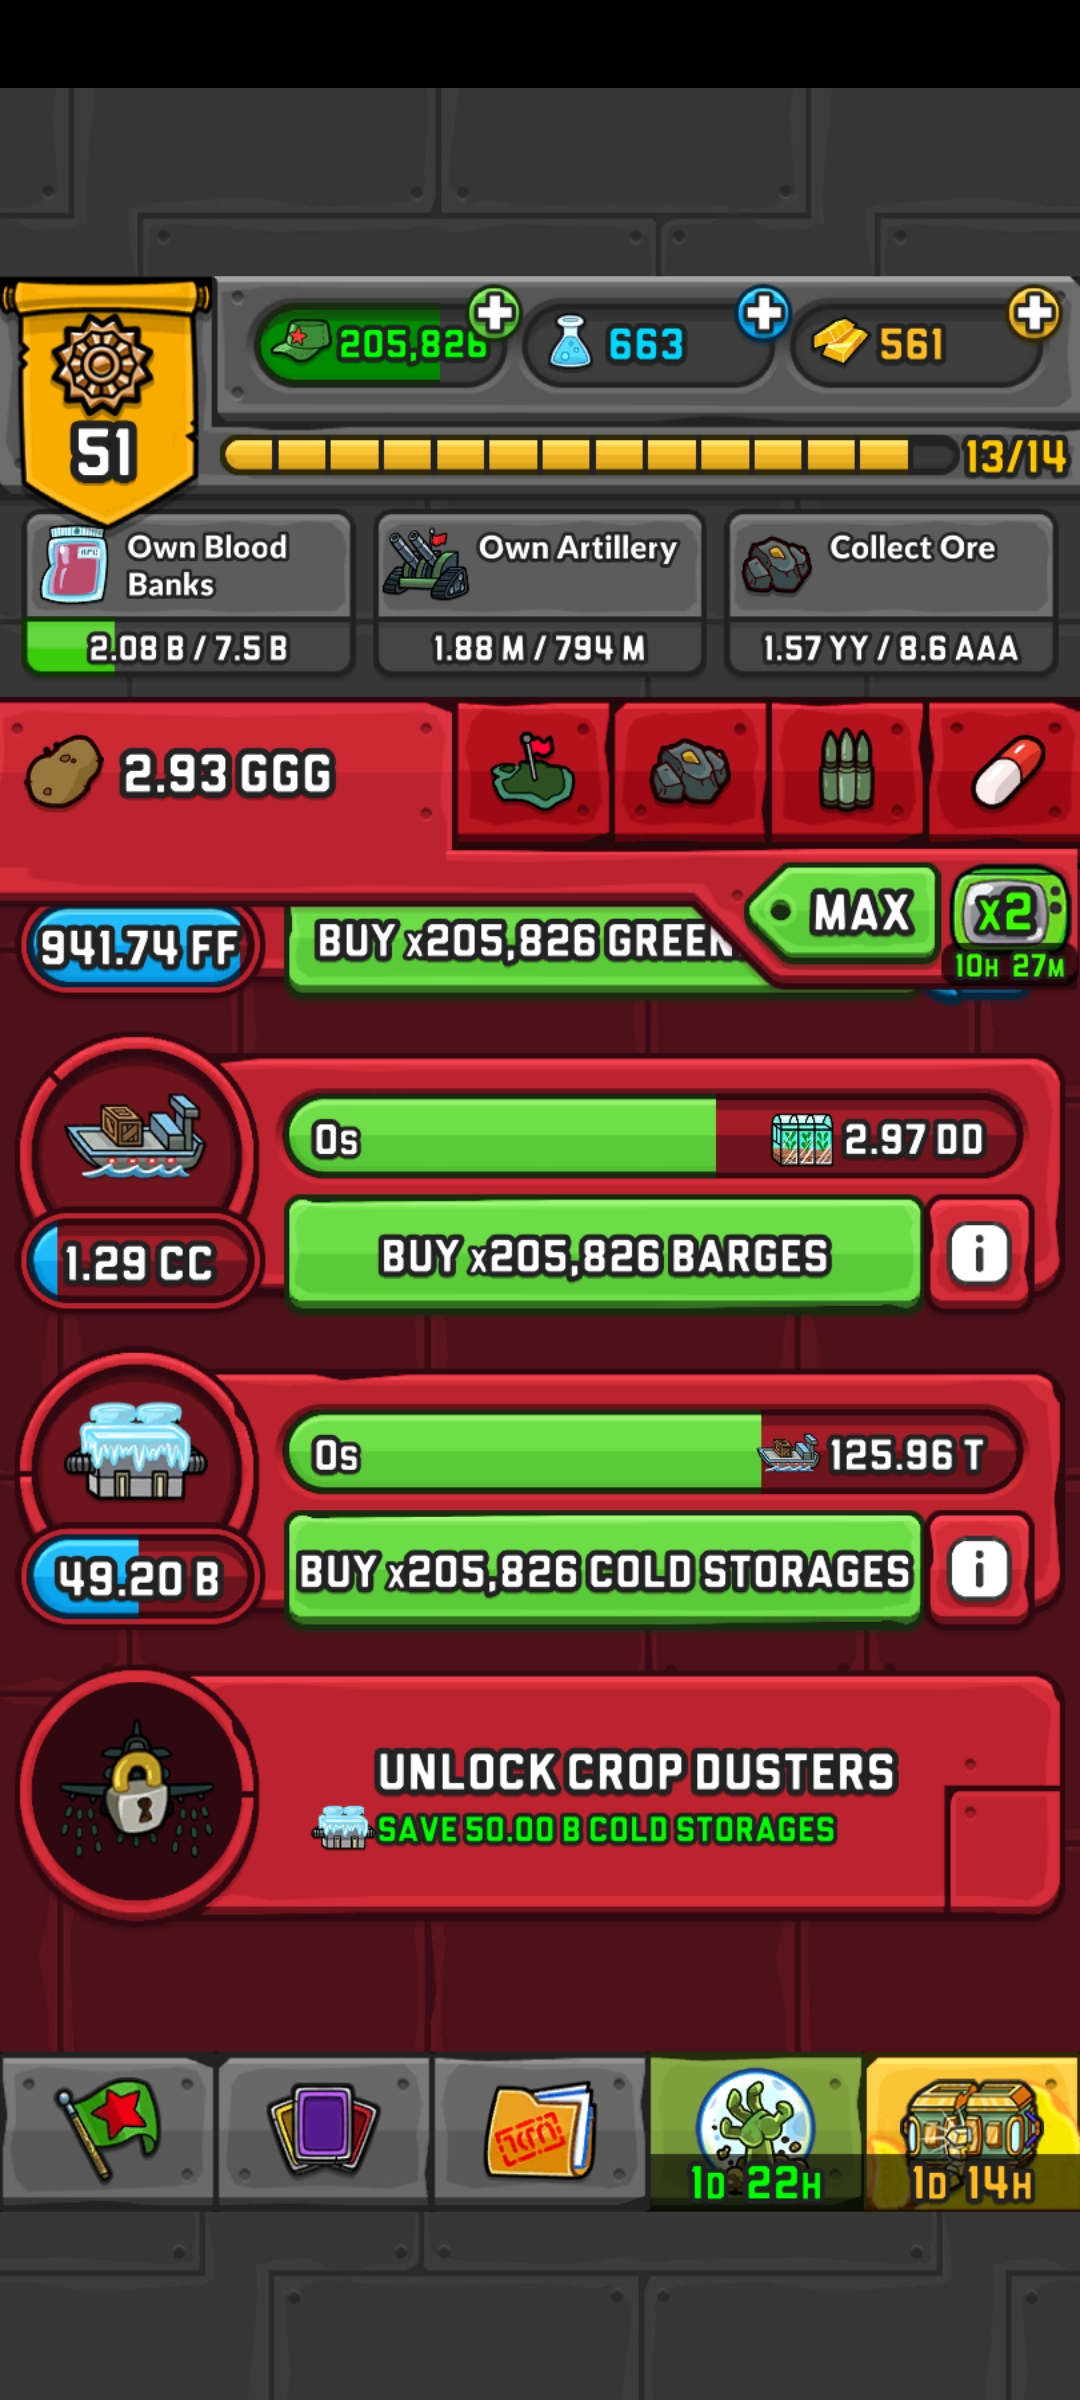 205,826
663
561
51
13/14
Own Blood
Banks
2.08 B / 7.5 B
Own Artillery
1.88 M / 794 M
Collect Ore
1.57 YY / 8.6 AAA
2.93 GGG
MAX
x2
10H 27M
941.74 FF
BUY x205,826 GREEN
0s
2.97 DD
1.29 CC
BUY x205,826 BARGES
i
0s
125.96 T
49.20 B
BUY x205,826 COLD STORAGES
i
UNLOCK CROP DUSTERS
SAVE 50.00 B COLD STORAGES
1D 22H
1D 14H